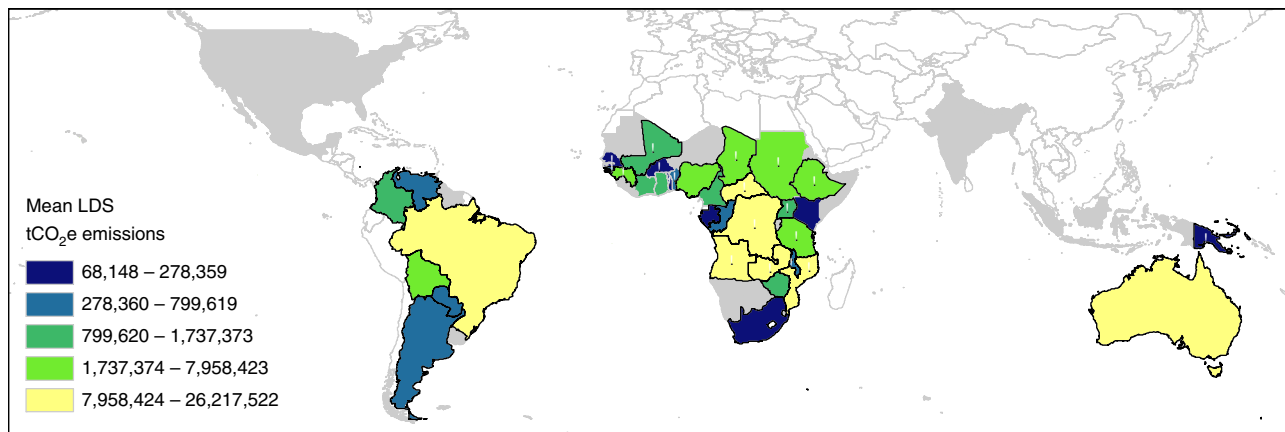 Mean LDS
tCO₂e emissions
68,148 – 278,359
278,360 – 799,619
799,620 – 1,737,373
1,737,374 – 7,958,423
7,958,424 – 26,217,522